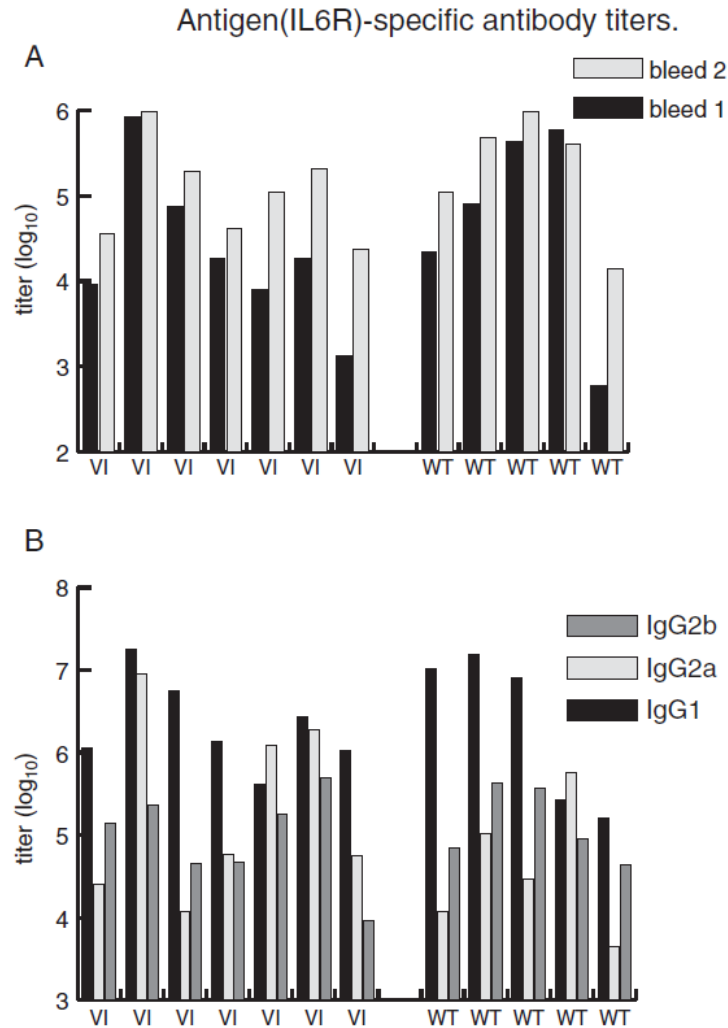 Antigen(IL6R)-specific antibody titers.
A
bleed 2
bleed 1
6
5
4
3
2
titer (log10)
VI VI VI VI VI VI VI WT WT WT WT WT
B
8
7
6
5
4
3
titer (log10)
IgG2b
IgG2a
IgG1
VI VI VI VI VI VI VI WT WT WT WT WT